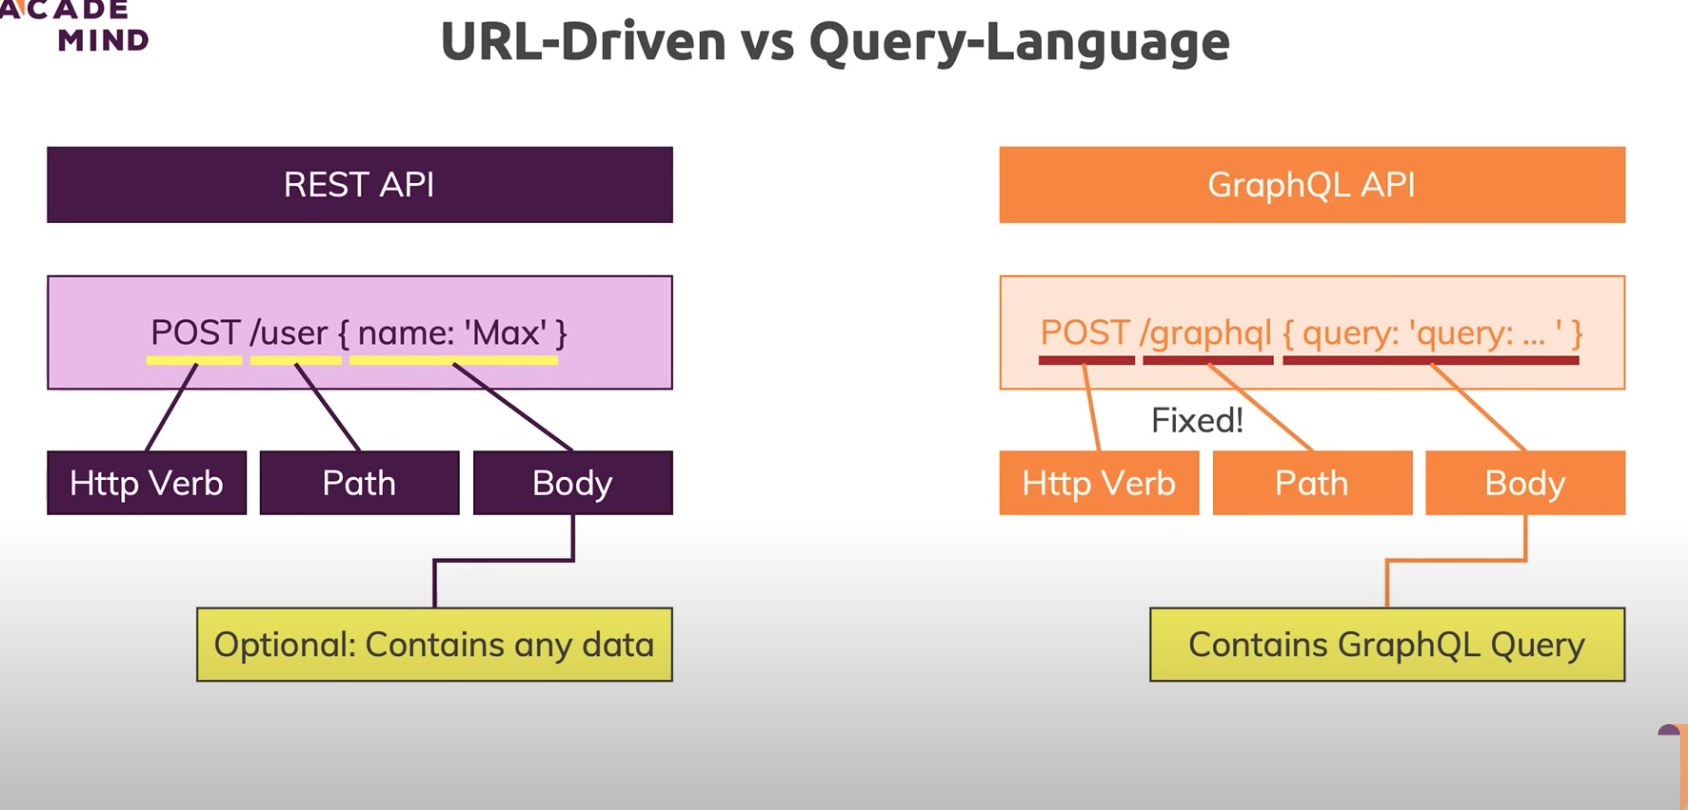 ACADE
MIND
URL-Driven vs Query-Language
REST API
POST /user { name: 'Max' }
Http Verb
Path
Body
Optional: Contains any data
GraphQL API
POST /graphql { query: 'query: ... ' }
Fixed!
Http Verb
Path
Body
Contains GraphQL Query